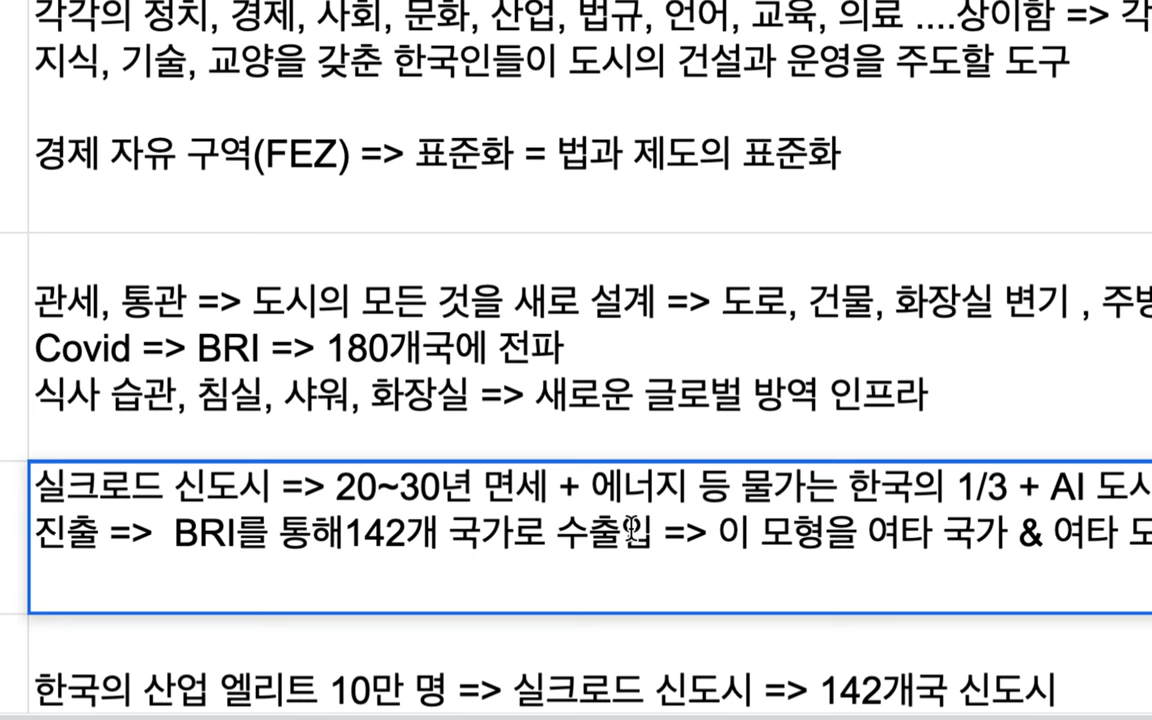 각각의 정치, 경제, 사회, 문화, 산업, 법규, 언어, 교육, 의료 ....상이함 => 각
지식, 기술, 교양을 갖춘 한국인들이 도시의 건설과 운영을 주도할 도구
경제 자유 구역(FEZ) => 표준화 = 법과 제도의 표준화
관세, 통관 => 도시의 모든 것을 새로 설계 => 도로, 건물, 화장실 변기 , 주방
Covid => BRI => 180개국에 전파
식사 습관, 침실, 샤워, 화장실 => 새로운 글로벌 방역 인프라
실크로드 신도시 => 20~30년 면세 + 에너지 등 물가는 한국의 1/3 + AI 도시
진출 => BRI를 통해142개 국가로 수출입 => 이 모형을 여타 국가 & 여타 도
한국의 산업 엘리트 10만 명 => 실크로드 신도시 => 142개국 신도시